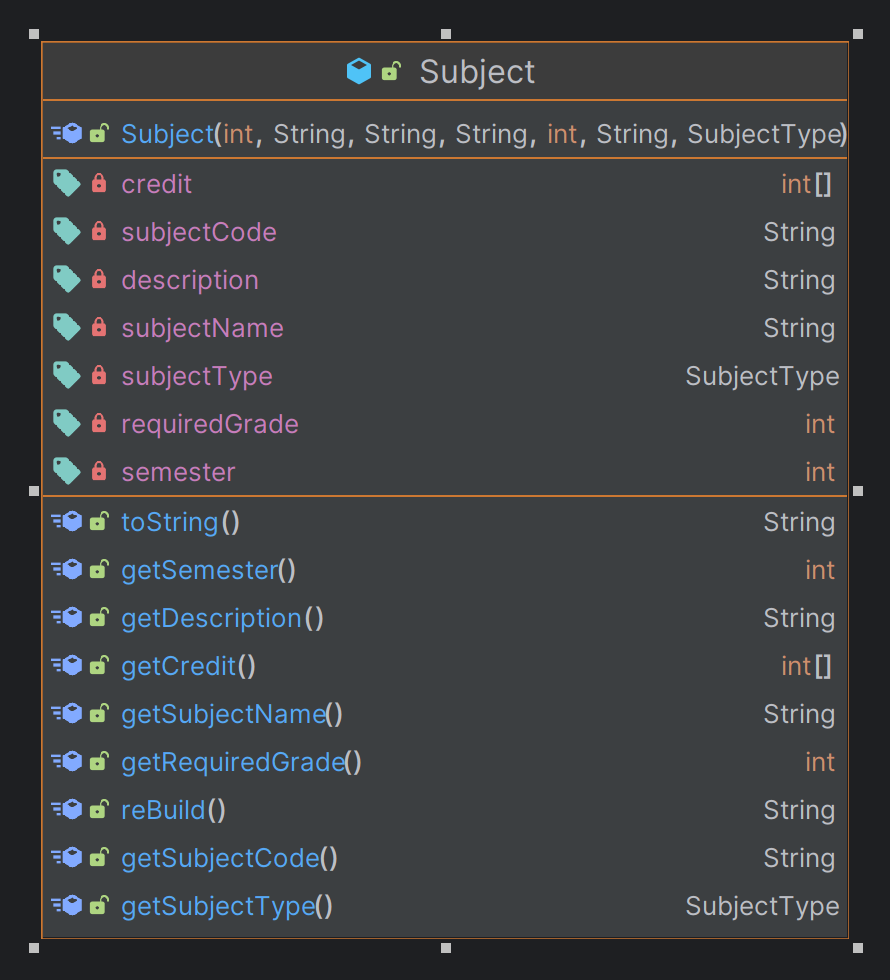 Subject
Subject(int, String, String, String, int, String, SubjectType)
credit int[]
subjectCode String
description String
subjectName String
subjectType SubjectType
requiredGrade int
semester int
toString() String
getSemester() int
getDescription() String
getCredit() int[]
getSubjectName() String
getRequiredGrade() int
reBuild() String
getSubjectCode() String
getSubjectType() SubjectType